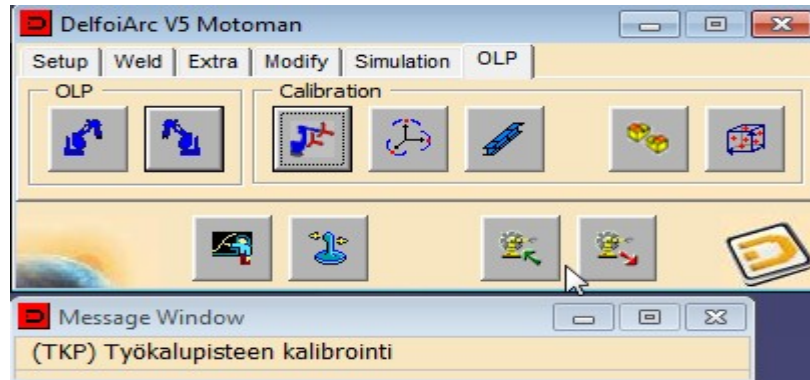 DelfoiArc V5 Motoman
Setup Weld Extra Modify Simulation OLP
OLP Calibration
Message Window
(TKP) Työkalupisteen kalibrointi